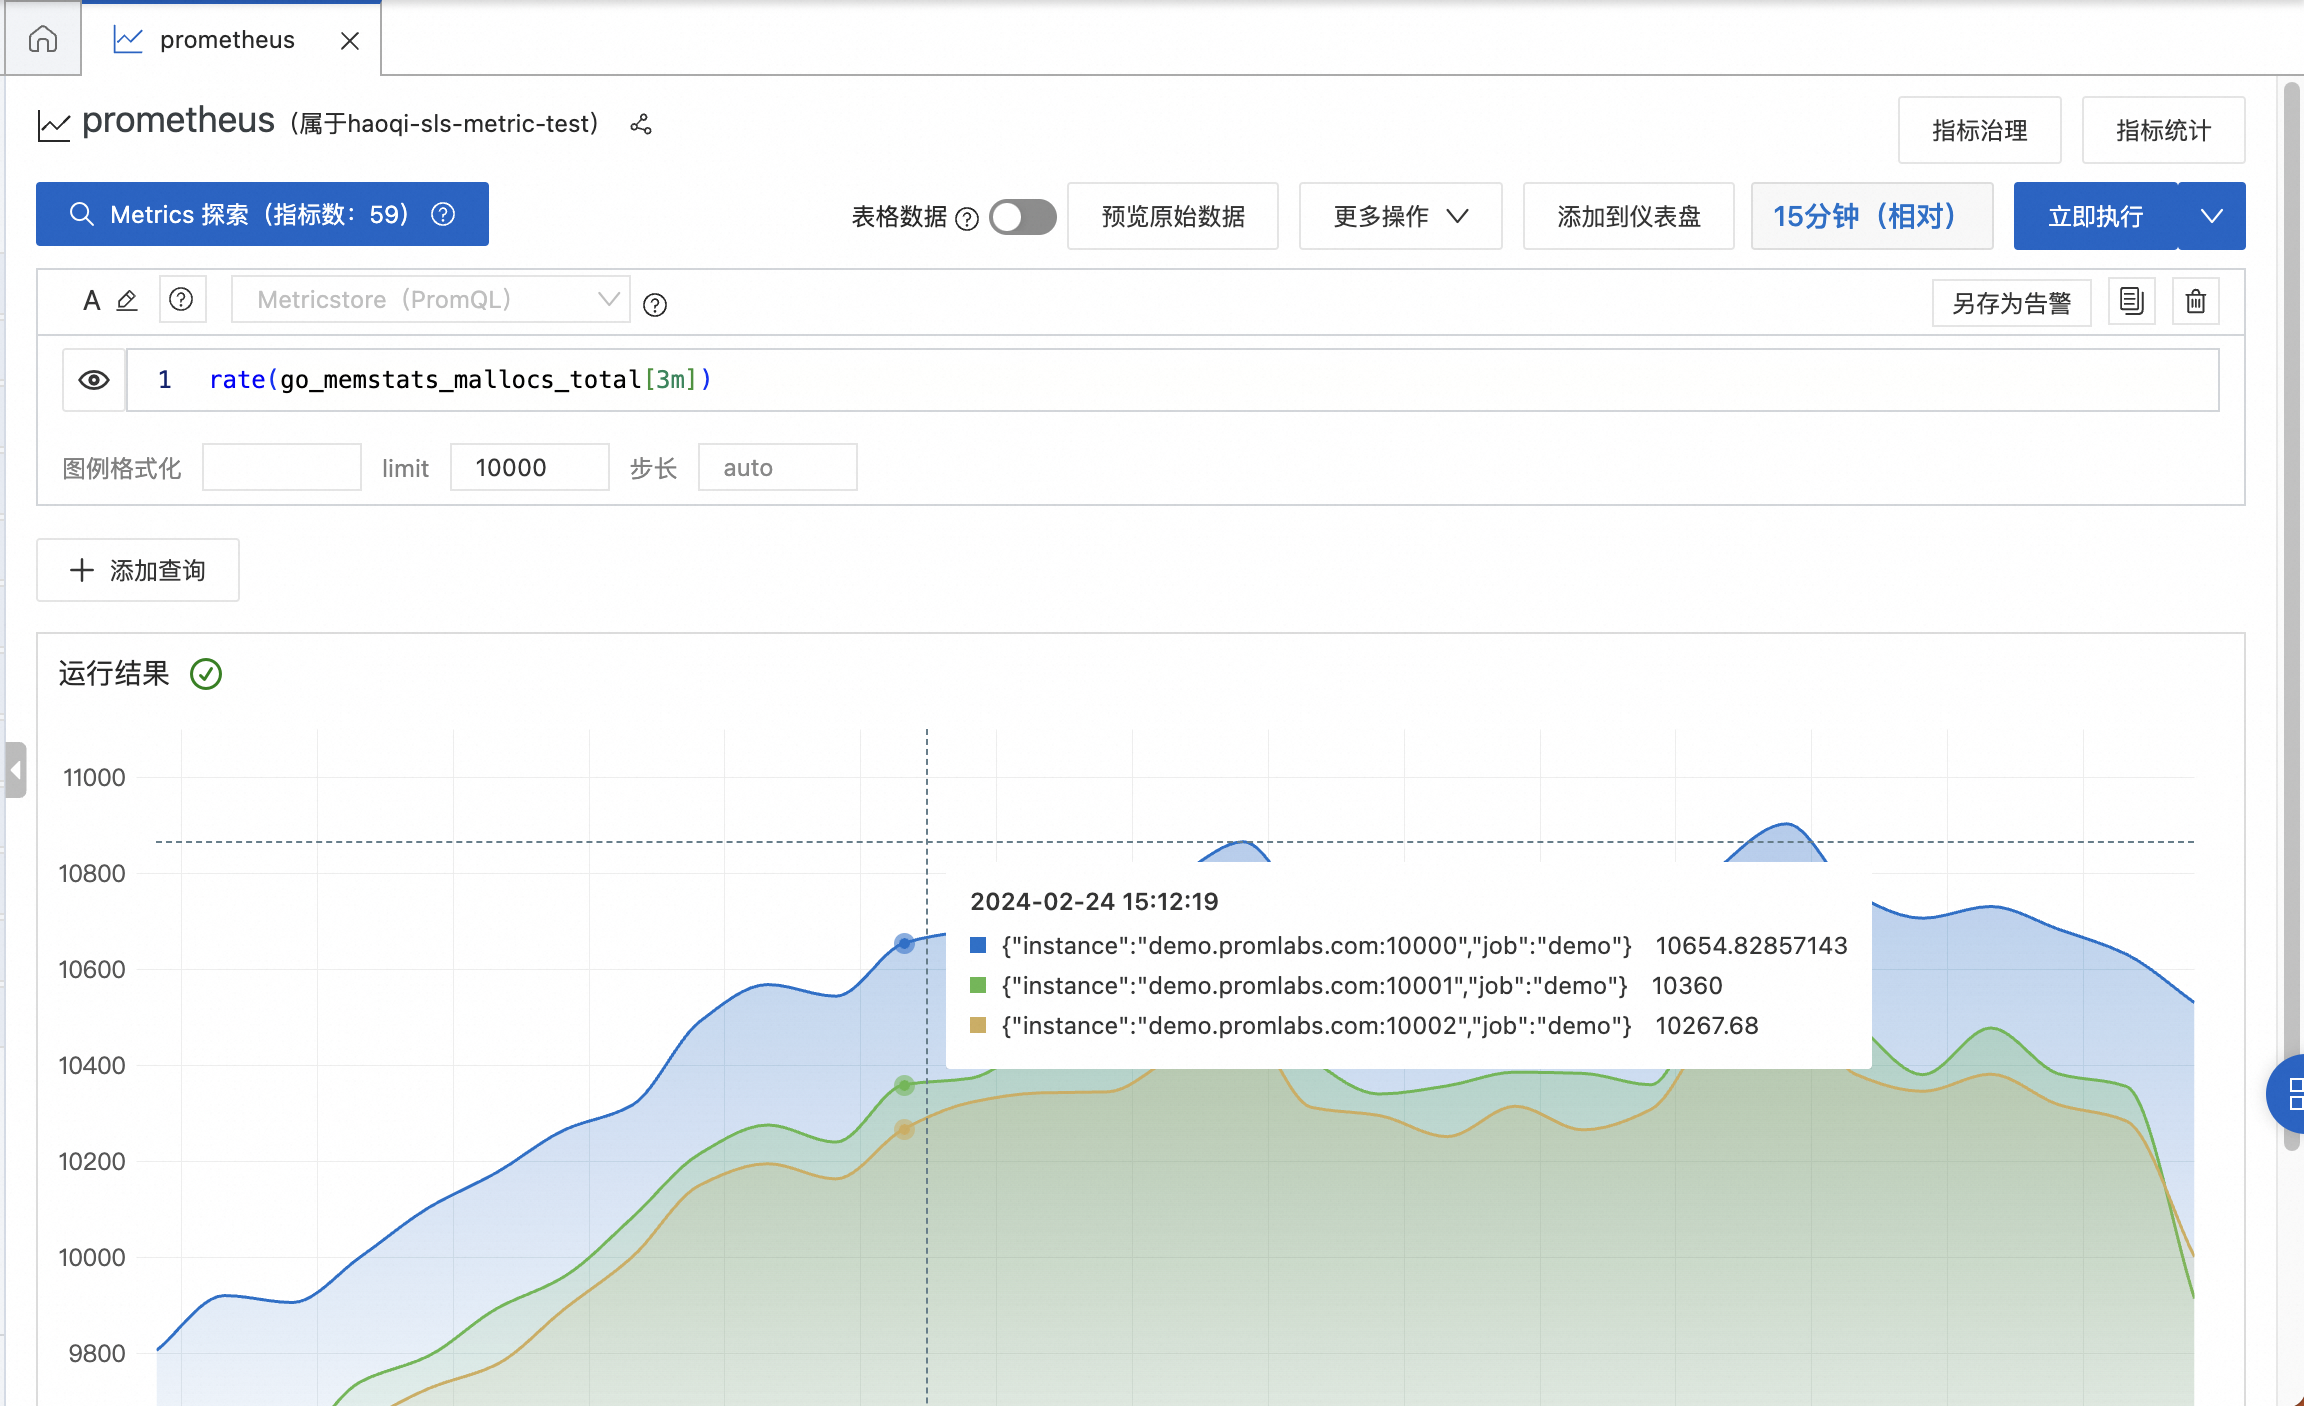 prometheus
prometheus（属于haoqi-sls-metric-test）
指标治理
指标统计
Metrics 探索（指标数：59）
表格数据
预览原始数据
更多操作
添加到仪表盘
15分钟（相对）
立即执行
A
Metricstore（PromQL）
另存为告警
1 rate(go_memstats_mallocs_total[3m])
图例格式化
limit 10000
步长 auto
添加查询
运行结果
11000
10800
10600
10400
10200
10000
9800
2024-02-24 15:12:19
{"instance":"demo.promlabs.com:10000","job":"demo"} 10654.82857143
{"instance":"demo.promlabs.com:10001","job":"demo"} 10360
{"instance":"demo.promlabs.com:10002","job":"demo"} 10267.68